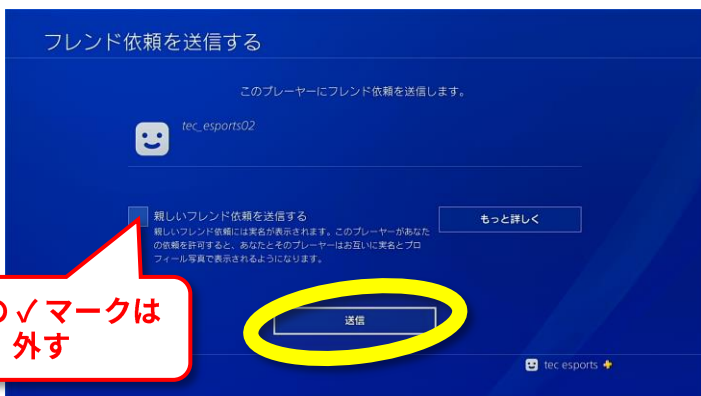 フレンド依頼を送信する
このプレーヤーにフレンド依頼を送信します。
tec_esports02
親しいフレンド依頼を送信する
親しいフレンド依頼には実名が表示されます。このプレーヤーがあなた
の依頼を許可すると、あなたとそのプレーヤーはお互いに実名とプロ
フィール写真で表示されるようになります。
もっと詳しく
の✓マークは
外す
送信
tec esports